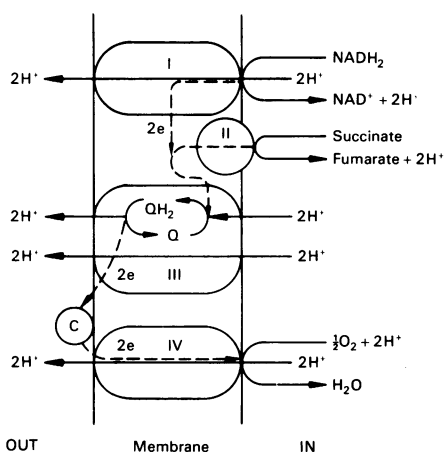 I NADH₂
2H⁺ 2H⁺
NAD⁺ + 2H·
2e
II Succinate
Fumarate + 2H⁺
2H⁺ QH₂ 2H⁺
Q
2H⁺ 2H⁺
2e III
C
2e IV ½O₂ + 2H⁺
2H⁺ 2H⁺
H₂O
OUT Membrane IN